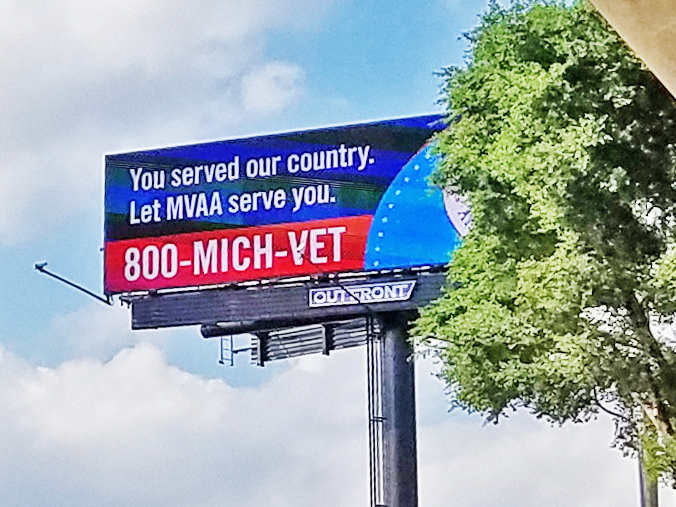 You served our country.
Let MVAA serve you.
800-MICH-VET
OUTFRONT